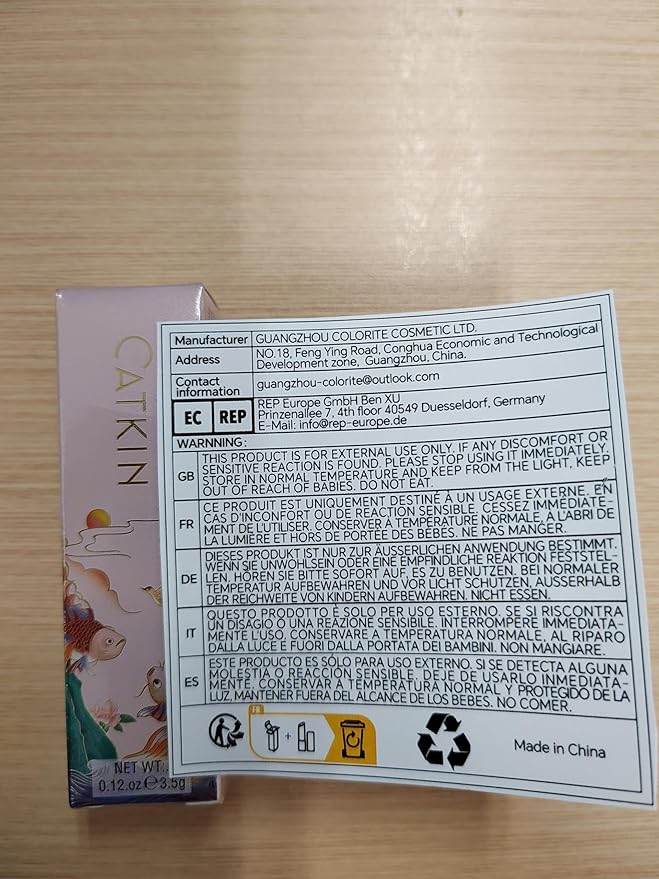 CATKIN
NET WT.
0.12.oz℮3.5g
Manufacturer GUANGZHOU COLORITE COSMETIC LTD.
Address NO.18, Feng Ying Road, Conghua Economic and Technological
Development zone, Guangzhou, China.
Contact
information guangzhou-colorite@outlook.com
EC REP REP Europe GmbH Ben XU
Prinzenallee 7, 4th floor 40549 Duesseldorf, Germany
E-Mail: info@rep-europe.de
WARNING:
GB THIS PRODUCT IS FOR EXTERNAL USE ONLY. IF ANY DISCOMFORT OR
SENSITIVE REACTION IS FOUND. PLEASE STOP USING IT IMMEDIATELY,
STORE IN NORMAL TEMPERATURE AND KEEP FROM THE LIGHT, KEEP
OUT OF REACH OF BABIES. DO NOT EAT.
FR CE PRODUIT EST UNIQUEMENT DESTINÉ À UN USAGE EXTERNE. EN
CAS D'INCONFORT OU DE REACTION SENSIBLE. CESSEZ IMMEDIATE-
MENT DE L'UTILISER. CONSERVER A TEMPERATURE NORMALE, A L'ABRI DE
LA LUMIÈRE ET HORS DE PORTÉE DES BÉBES. NE PAS MANGER.
DE DIESES PRODUKT IST NUR ZUR ÄUSSERLICHEN ANWENDUNG BESTIMMT.
WENN SIE UNWOHLSEIN ODER EINE EMPFINDLICHE REAKTION FESTSTEL-
LEN, HÖREN SIE BITTE SOFORT AUF, ES ZU BENUTZEN. BEI NORMALER
TEMPERATUR AUFBEWAHREN UND VOR LICHT SCHÜTZEN, AUSSERHALB
DER REICHWEITE VON KINDERN AUFBEWAHREN. NICHT ESSEN.
IT QUESTO PRODOTTO È SOLO PER USO ESTERNO. SE SI RISCONTRA
UN DISAGIO O UNA REAZIONE SENSIBILE. INTERROMPERE IMMEDIATA-
MENTE L'USO. CONSERVARE A TEMPERATURA NORMALE, AL RIPARO
DALLA LUCE E FUORI DALLA PORTATA DEI BAMBINI. NON MANGIARE.
ES ESTE PRODUCTO ES SÓLO PARA USO EXTERNO. SI SE DETECTA ALGUNA
MOLESTIA O REACCIÓN SENSIBLE, DEJE DE USARLO INMEDIATA-
MENTE CONSERVAR A TEMPERATURA NORMAL Y PROTEGIDO DE LA
LUZ, MANTENER FUERA DEL ALCANCE DE LOS BEBES. NO COMER.
FR
Made in China